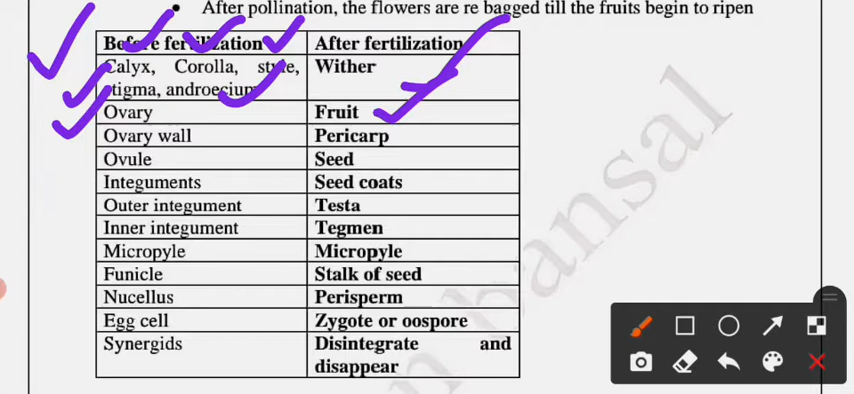 • After pollination, the flowers are re bagged till the fruits begin to ripen
Before fertilization After fertilization
Calyx, Corolla, style, Wither
stigma, androecium
Ovary Fruit
Ovary wall Pericarp
Ovule Seed
Integuments Seed coats
Outer integument Testa
Inner integument Tegmen
Micropyle Micropyle
Funicle Stalk of seed
Nucellus Perisperm
Egg cell Zygote or oospore
Synergids Disintegrate and
disappear
bansal